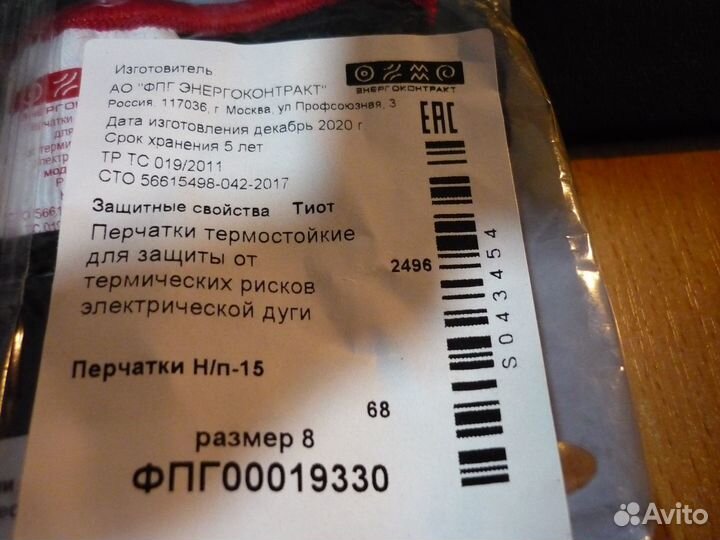 Изготовитель
АО "ФПГ ЭНЕРГОКОНТРАКТ"
Россия. 117036, г Москва, ул Профсоюзная, 3
Дата изготовления декабрь 2020 г.
Срок хранения 5 лет
ТР ТС 019/2011
СТО 56615498-042-2017
ЭНЕРГОКОНТРАКТ
EAC
Защитные свойства Тиот
Перчатки термостойкие
для защиты от
термических рисков
электрической дуги
2496
S043454
Перчатки Н/п-15
68
размер 8
ФПГ00019330
Avito